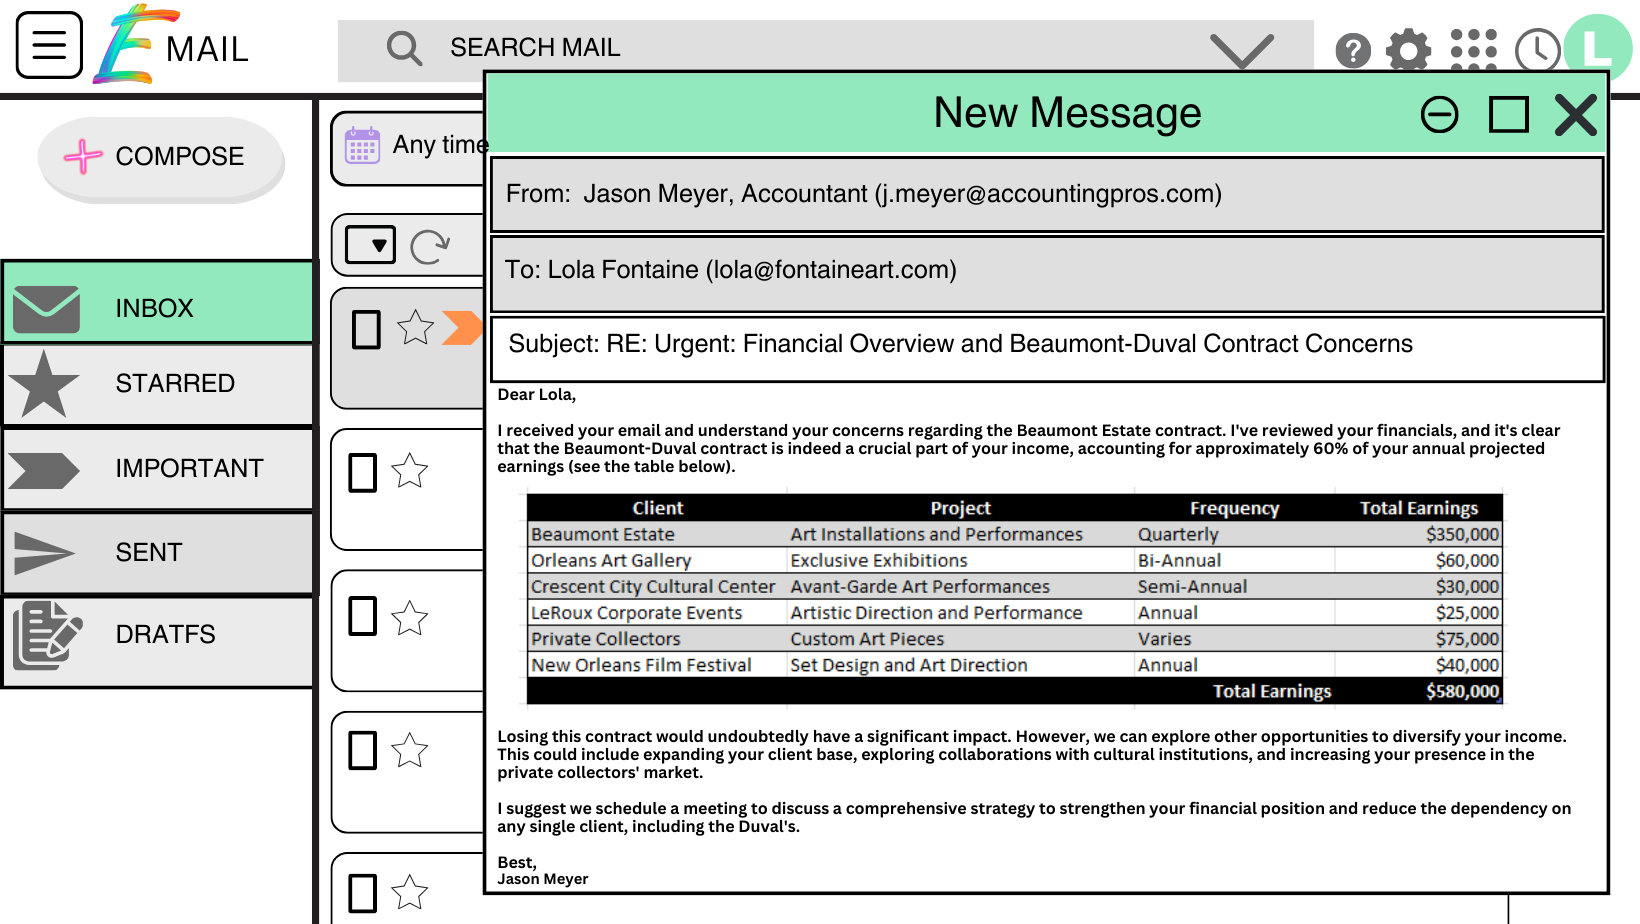 E MAIL
SEARCH MAIL
?
L
COMPOSE
INBOX
STARRED
IMPORTANT
SENT
DRATFS
Any time
New Message
From: Jason Meyer, Accountant (j.meyer@accountingpros.com)
To: Lola Fontaine (lola@fontaineart.com)
Subject: RE: Urgent: Financial Overview and Beaumont-Duval Contract Concerns
Dear Lola,
I received your email and understand your concerns regarding the Beaumont Estate contract. I've reviewed your financials, and it's clear
that the Beaumont-Duval contract is indeed a crucial part of your income, accounting for approximately 60% of your annual projected
earnings (see the table below).
Client Project Frequency Total Earnings
Beaumont Estate Art Installations and Performances Quarterly $350,000
Orleans Art Gallery Exclusive Exhibitions Bi-Annual $60,000
Crescent City Cultural Center Avant-Garde Art Performances Semi-Annual $30,000
LeRoux Corporate Events Artistic Direction and Performance Annual $25,000
Private Collectors Custom Art Pieces Varies $75,000
New Orleans Film Festival Set Design and Art Direction Annual $40,000
Total Earnings $580,000
Losing this contract would undoubtedly have a significant impact. However, we can explore other opportunities to diversify your income.
This could include expanding your client base, exploring collaborations with cultural institutions, and increasing your presence in the
private collectors' market.
I suggest we schedule a meeting to discuss a comprehensive strategy to strengthen your financial position and reduce the dependency on
any single client, including the Duval's.
Best,
Jason Meyer